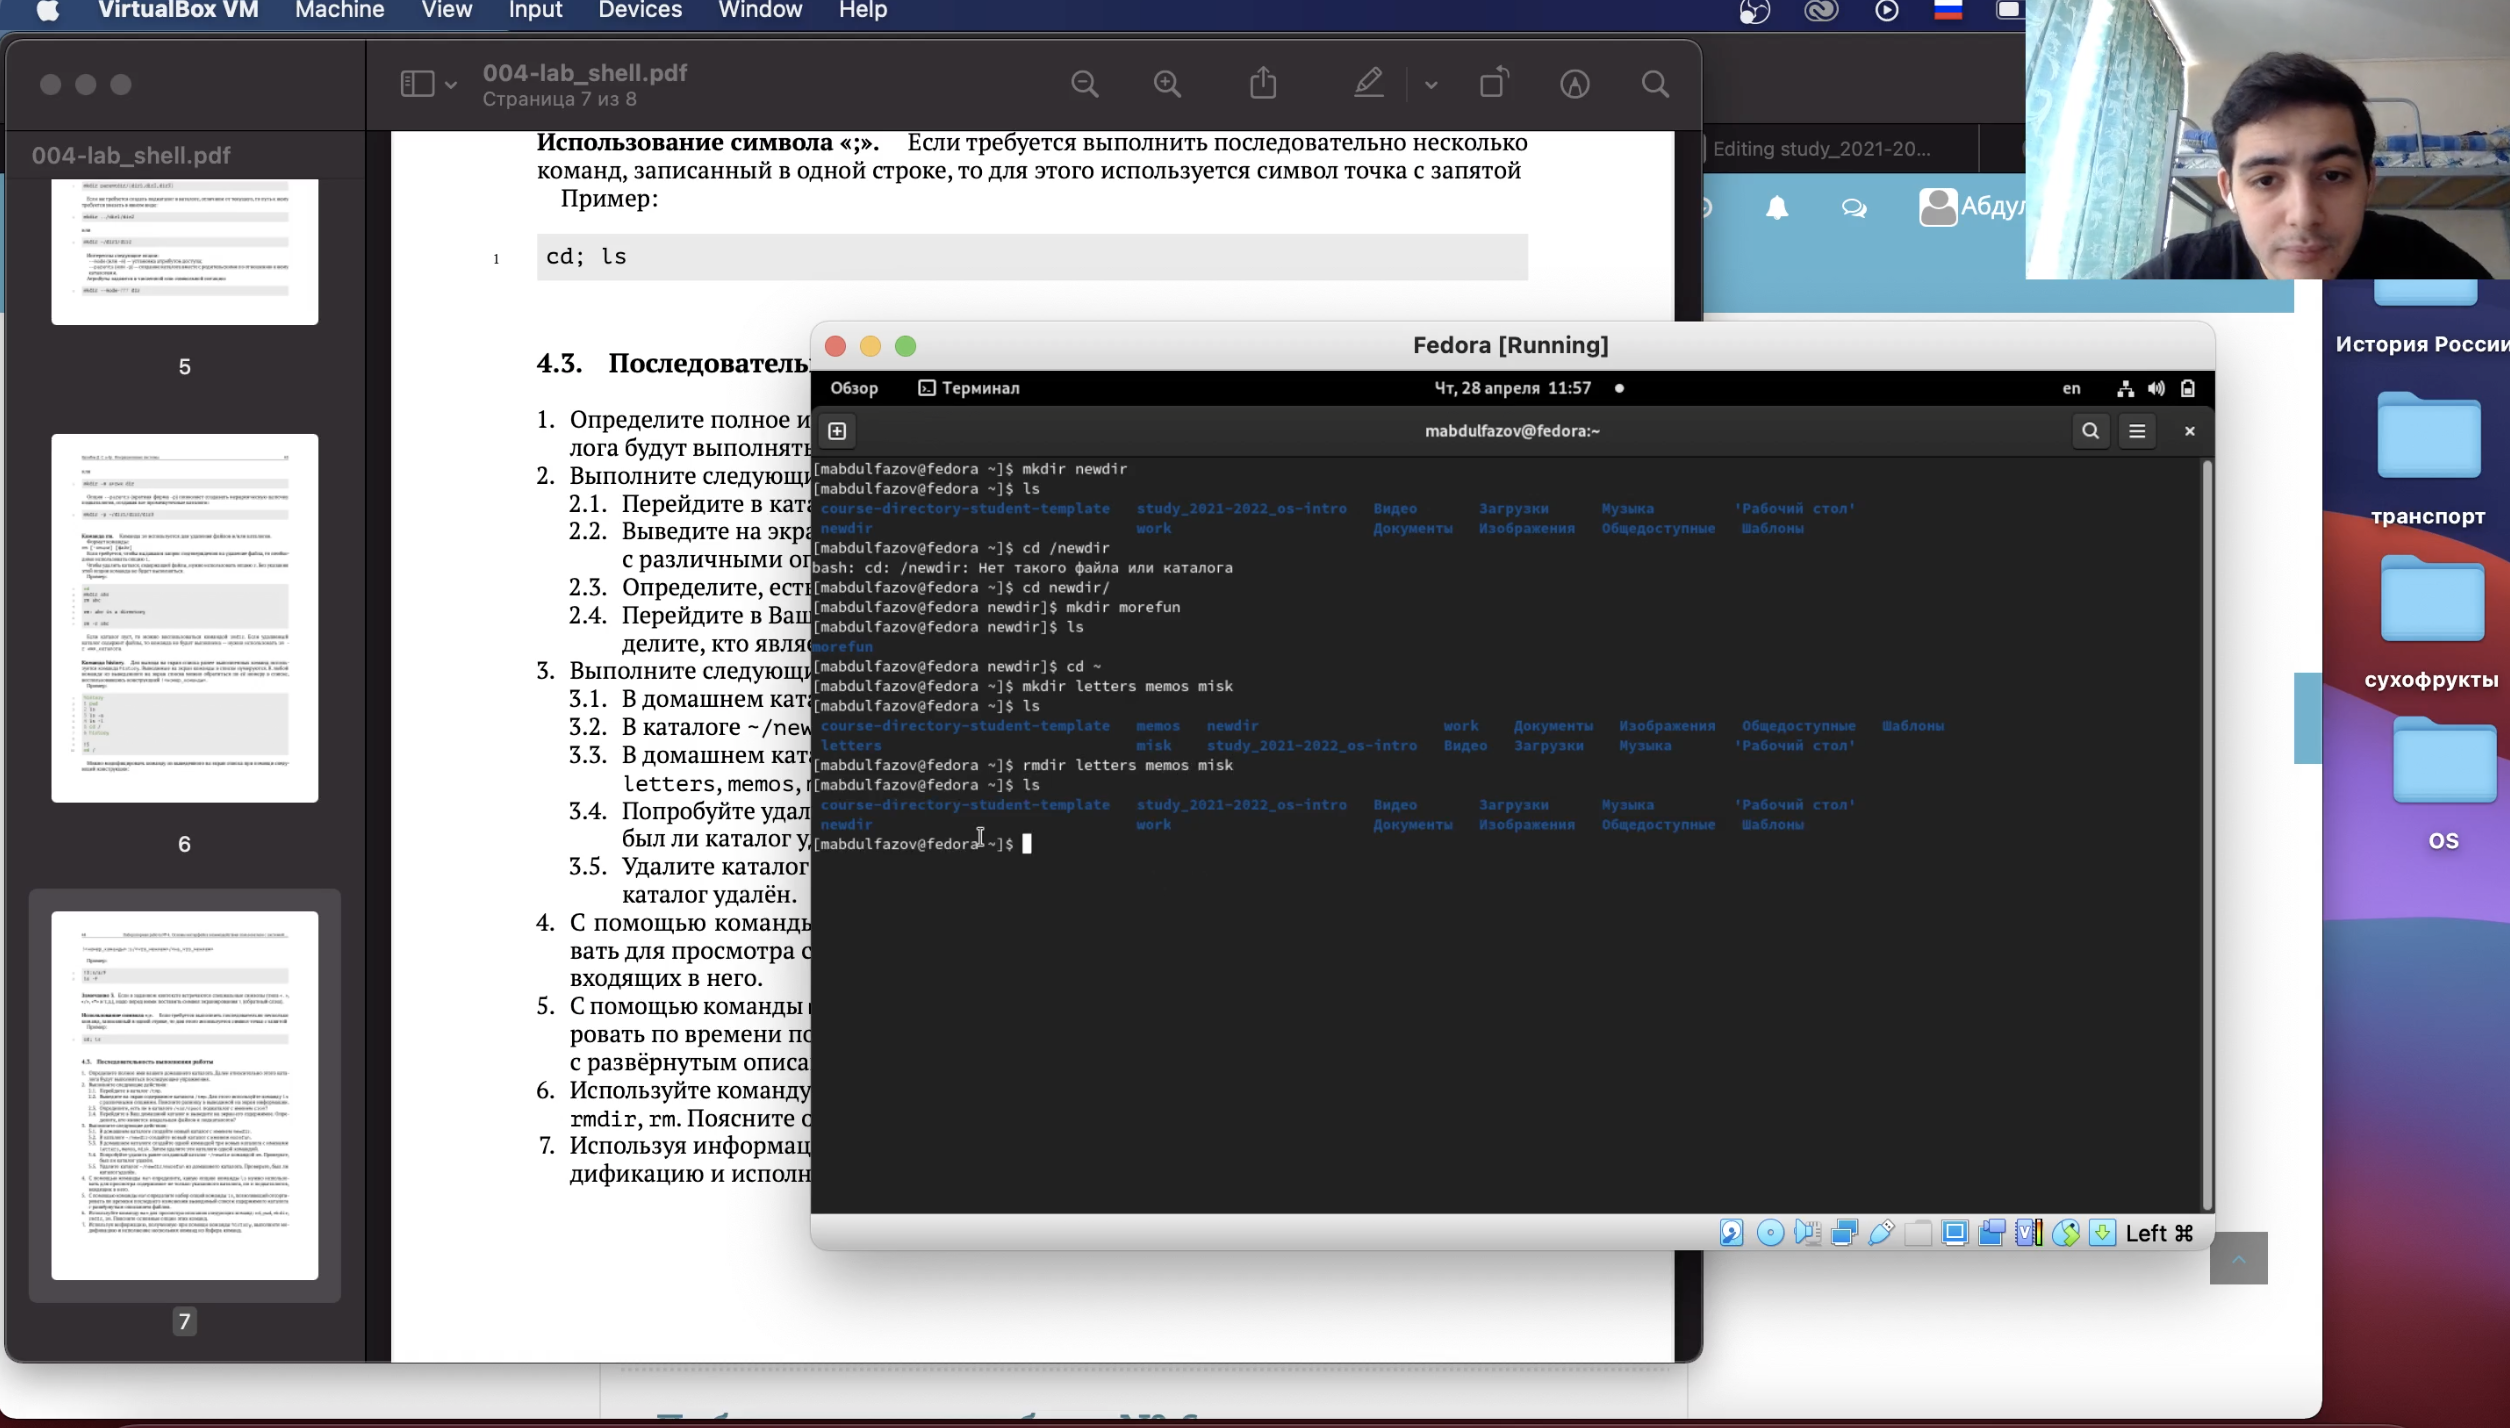 VirtualBox VM Machine View Input Devices Window Help
004-lab_shell.pdf
Страница 7 из 8
004-lab_shell.pdf
5
6
7
Использование символа «;». Если требуется выполнить последовательно несколько
команд, записанный в одной строке, то для этого используется символ точка с запятой
Пример:
1 cd; ls
4.3. Последователь
1. Определите полное и
лога будут выполнять
2. Выполните следующи
2.1. Перейдите в ката
2.2. Выведите на экра
с различными оп
2.3. Определите, есть
2.4. Перейдите в Ваш
делите, кто являе
3. Выполните следующи
3.1. В домашнем ката
3.2. В каталоге ~/new
3.3. В домашнем ката
letters, memos,
3.4. Попробуйте удал
был ли каталог у
3.5. Удалите каталог
каталог удалён.
4. С помощью команды
вать для просмотра с
входящих в него.
5. С помощью команды
ровать по времени по
с развёрнутым описа
6. Используйте команду
rmdir, rm. Поясните о
7. Используя информац
дификацию и исполн
Editing study_2021-20...
Абдул
Fedora [Running]
Обзор Терминал Чт, 28 апреля 11:57 en
mabdulfazov@fedora:~
[mabdulfazov@fedora ~]$ mkdir newdir
[mabdulfazov@fedora ~]$ ls
course-directory-student-template study_2021-2022_os-intro Видео Загрузки Музыка 'Рабочий стол'
newdir work Документы Изображения Общедоступные Шаблоны
[mabdulfazov@fedora ~]$ cd /newdir
bash: cd: /newdir: Нет такого файла или каталога
[mabdulfazov@fedora ~]$ cd newdir/
[mabdulfazov@fedora newdir]$ mkdir morefun
[mabdulfazov@fedora newdir]$ ls
morefun
[mabdulfazov@fedora newdir]$ cd ~
[mabdulfazov@fedora ~]$ mkdir letters memos misk
[mabdulfazov@fedora ~]$ ls
course-directory-student-template memos newdir work Документы Изображения Общедоступные Шаблоны
letters misk study_2021-2022_os-intro Видео Загрузки Музыка 'Рабочий стол'
[mabdulfazov@fedora ~]$ rmdir letters memos misk
[mabdulfazov@fedora ~]$ ls
course-directory-student-template study_2021-2022_os-intro Видео Загрузки Музыка 'Рабочий стол'
newdir work Документы Изображения Общедоступные Шаблоны
[mabdulfazov@fedora ~]$
Left ⌘
История России
транспорт
сухофрукты
OS